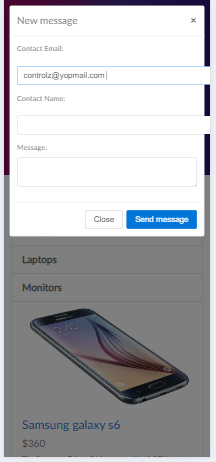 New message
×
Contact Email:
controlz@yopmail.com
Contact Name:
Message:
Close
Send message
Laptops
Monitors
Samsung galaxy s6
$360